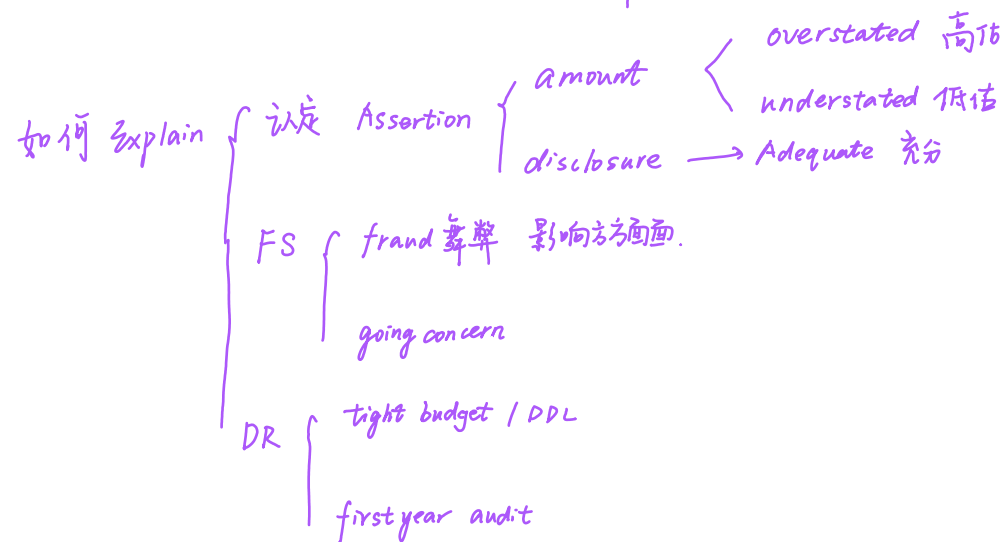 如何 Explain
认定 Assertion
amount
overstated 高估
understated 低估
disclosure → Adequate 充分
FS
fraud 舞弊 影响方方面面.
going concern
DR
tight budget / DDL
first year audit